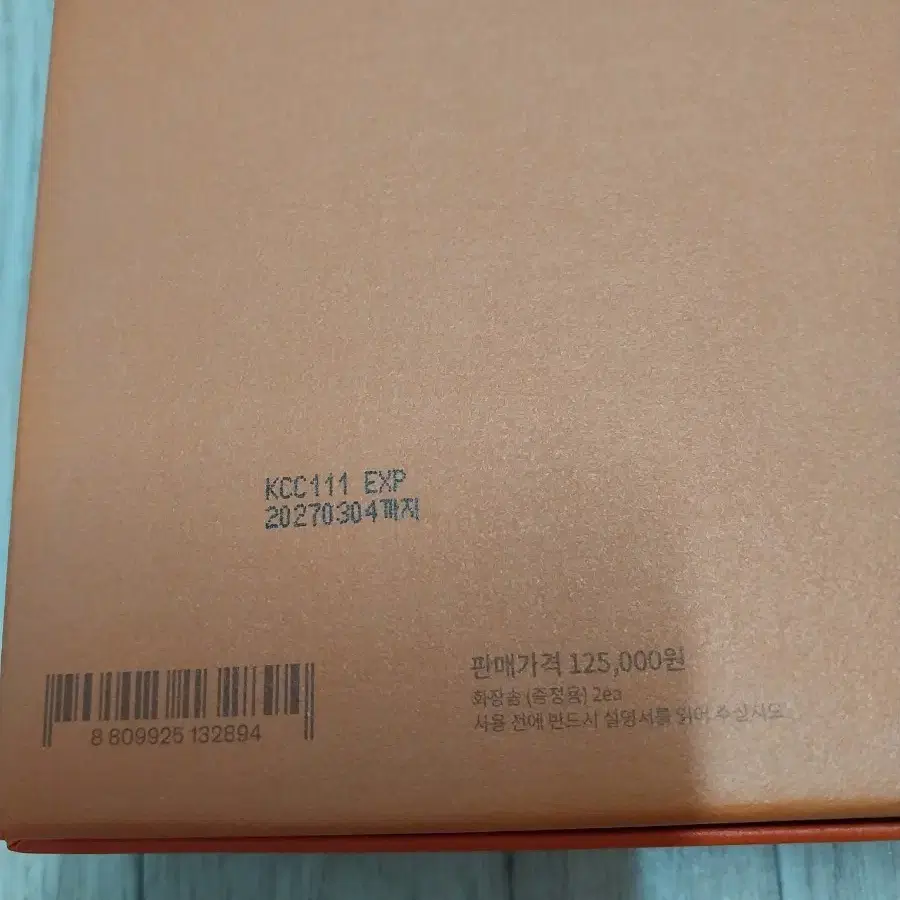 KCC111 EXP
20270304까지
판매가격 125,000원
화장솜 (증정용) 2ea
사용 전에 반드시 설명서를 읽어 주십시오.
8 809925 132894